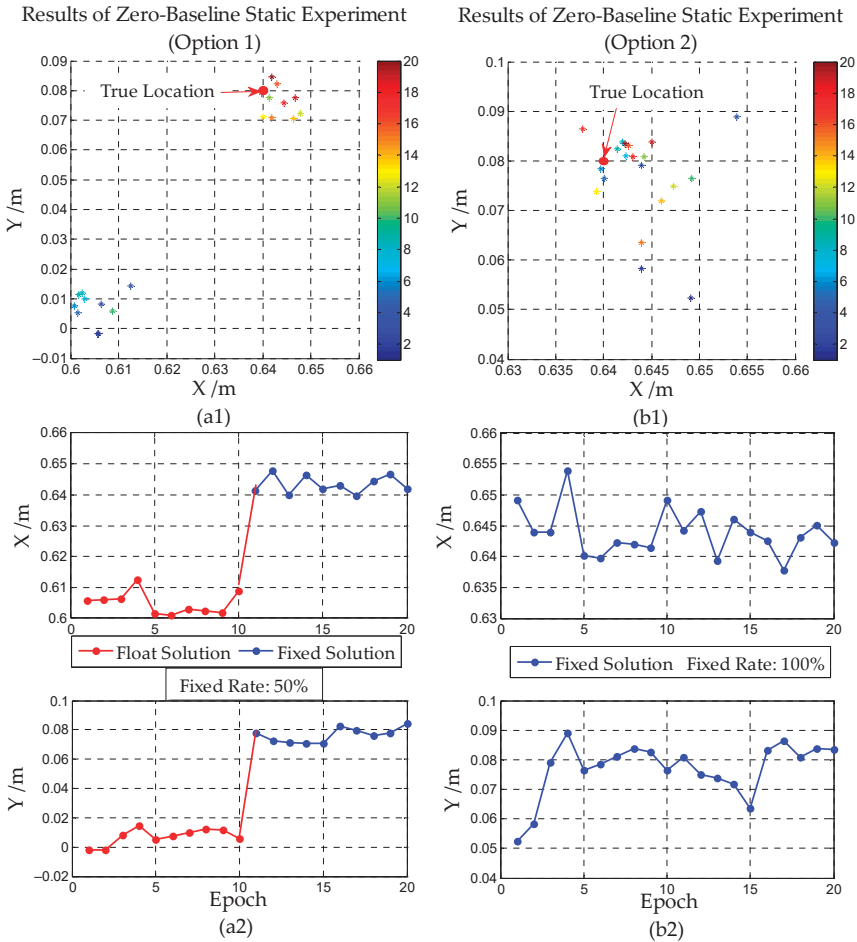 Results of Zero-Baseline Static Experiment
(Option 1)
Results of Zero-Baseline Static Experiment
(Option 2)
0.09
0.08
0.07
0.06
0.05
0.04
0.03
0.02
0.01
0
−0.01
Y /m
True Location
0.6 0.61 0.62 0.63 0.64 0.65 0.66
X /m
20
18
16
14
12
10
8
6
4
2
(a1)
0.1
0.09
0.08
0.07
0.06
0.05
0.04
Y /m
True Location
0.63 0.635 0.64 0.645 0.65 0.655 0.66
X /m
20
18
16
14
12
10
8
6
4
2
(b1)
0.66
0.65
0.64
0.63
0.62
0.61
0.6
X /m
0 5 10 15 20
Float Solution Fixed Solution
Fixed Rate: 50%
0.1
0.08
0.06
0.04
0.02
0
−0.02
Y /m
0 5 10 15 20
Epoch
(a2)
0.66
0.655
0.65
0.645
0.64
0.635
0.63
X /m
0 5 10 15 20
Fixed Solution Fixed Rate: 100%
0.1
0.09
0.08
0.07
0.06
0.05
0.04
Y /m
0 5 10 15 20
Epoch
(b2)